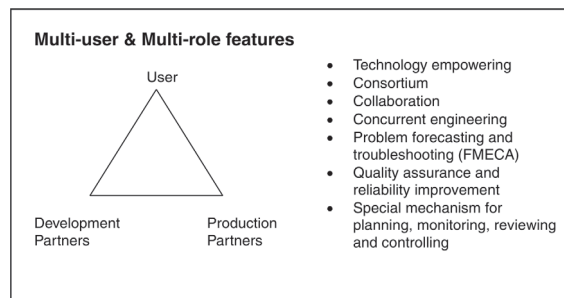 Multi-user & Multi-role features
User
Development
Partners
Production
Partners
• Technology empowering
• Consortium
• Collaboration
• Concurrent engineering
• Problem forecasting and
troubleshooting (FMECA)
• Quality assurance and
reliability improvement
• Special mechanism for
planning, monitoring, reviewing
and controlling